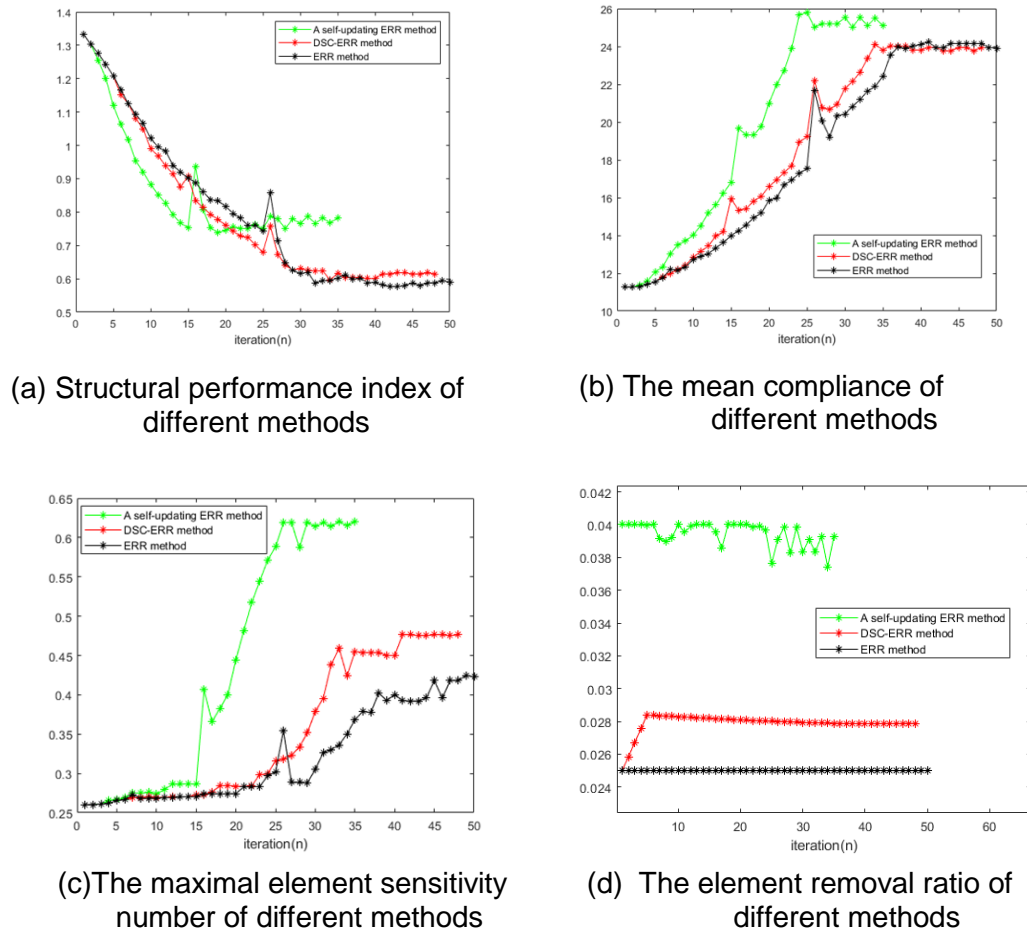 1.4
1.3
1.2
1.1
1
0.9
0.8
0.7
0.6
0.5
0 5 10 15 20 25 30 35 40 45 50
iteration(n)
A self-updating ERR method
DSC-ERR method
ERR method
(a) Structural performance index of
different methods
26
24
22
20
18
16
14
12
10
0 5 10 15 20 25 30 35 40 45 50
iteration(n)
A self-updating ERR method
DSC-ERR method
ERR method
(b) The mean compliance of
different methods
0.65
0.6
0.55
0.5
0.45
0.4
0.35
0.3
0.25
0 5 10 15 20 25 30 35 40 45 50
iteration(n)
A self-updating ERR method
DSC-ERR method
ERR method
(c)The maximal element sensitivity
number of different methods
0.042
0.04
0.038
0.036
0.034
0.032
0.03
0.028
0.026
0.024
10 20 30 40 50 60
iteration(n)
A self-updating ERR method
DSC-ERR method
ERR method
(d) The element removal ratio of
different methods